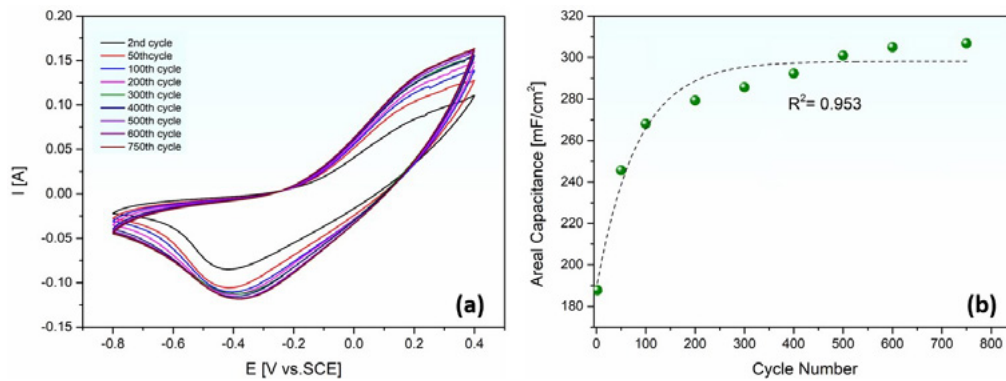 0.20
0.15
0.10
0.05
0.00
-0.05
-0.10
-0.15
I [A]
2nd cycle
50thcycle
100th cycle
200th cycle
300th cycle
400th cycle
500th cycle
600th cycle
750th cycle
(a)
-0.8 -0.6 -0.4 -0.2 0.0 0.2 0.4
E [V vs.SCE]
320
300
280
260
240
220
200
180
Areal Capacitance [mF/cm²]
R²= 0.953
(b)
0 100 200 300 400 500 600 700 800
Cycle Number